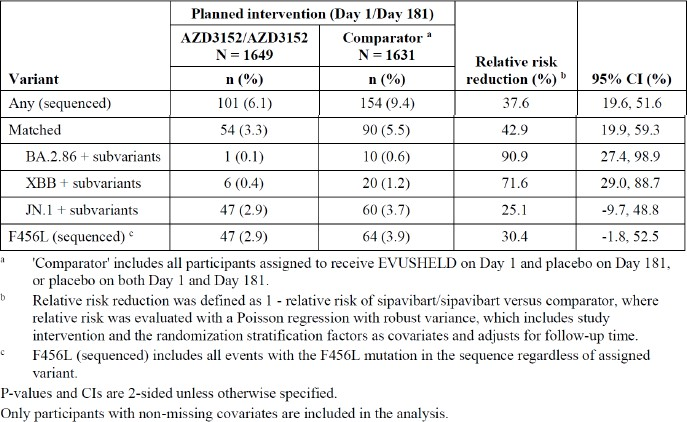 Planned intervention (Day 1/Day 181)
Variant AZD3152/AZD3152 N = 1649 Comparator a N = 1631 Relative risk reduction (%) b 95% CI (%)
n (%) n (%)
Any (sequenced) 101 (6.1) 154 (9.4) 37.6 19.6, 51.6
Matched 54 (3.3) 90 (5.5) 42.9 19.9, 59.3
BA.2.86 + subvariants 1 (0.1) 10 (0.6) 90.9 27.4, 98.9
XBB + subvariants 6 (0.4) 20 (1.2) 71.6 29.0, 88.7
JN.1 + subvariants 47 (2.9) 60 (3.7) 25.1 -9.7, 48.8
F456L (sequenced) c 47 (2.9) 64 (3.9) 30.4 -1.8, 52.5
a 'Comparator' includes all participants assigned to receive EVUSHELD on Day 1 and placebo on Day 181,
or placebo on both Day 1 and Day 181.
b Relative risk reduction was defined as 1 - relative risk of sipavibart/sipavibart versus comparator, where
relative risk was evaluated with a Poisson regression with robust variance, which includes study
intervention and the randomization stratification factors as covariates and adjusts for follow-up time.
c F456L (sequenced) includes all events with the F456L mutation in the sequence regardless of assigned
variant.
P-values and CIs are 2-sided unless otherwise specified.
Only participants with non-missing covariates are included in the analysis.